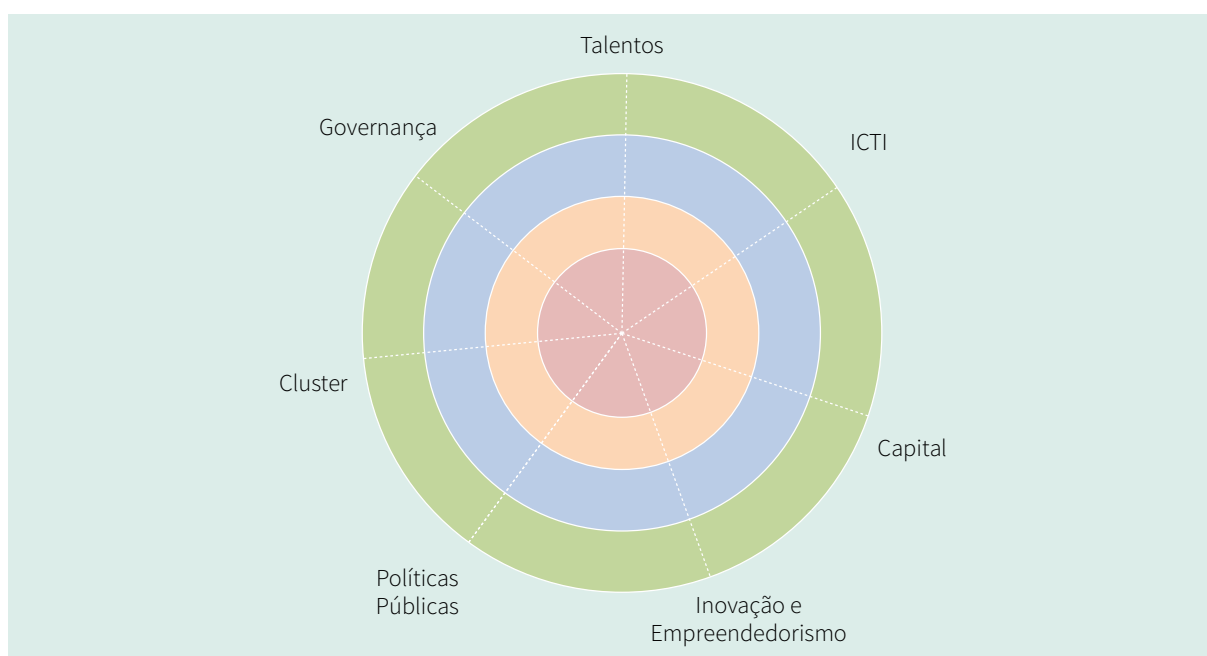 Talentos
Governança
ICTI
Cluster
Capital
Políticas
Públicas
Inovação e
Empreendedorismo